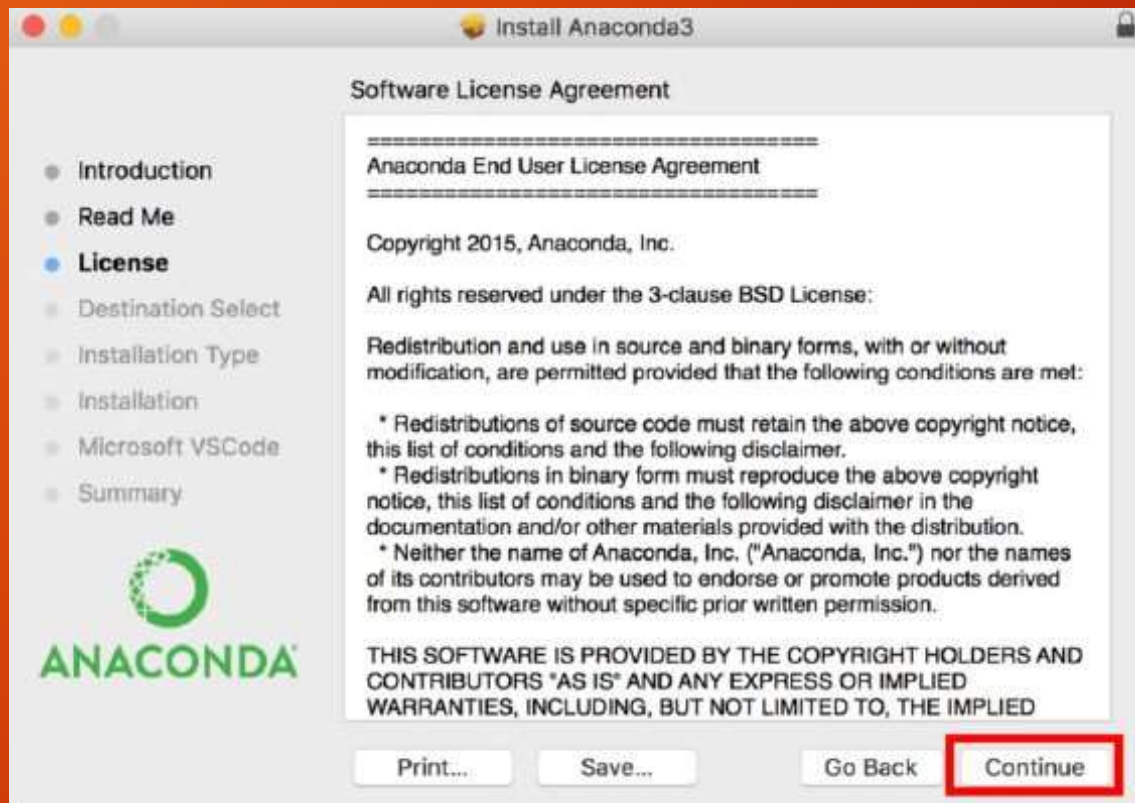 Install Anaconda3
Software License Agreement
Introduction
Read Me
License
Destination Select
Installation Type
Installation
Microsoft VSCode
Summary
ANACONDA
=====================================
Anaconda End User License Agreement
=====================================
Copyright 2015, Anaconda, Inc.
All rights reserved under the 3-clause BSD License:
Redistribution and use in source and binary forms, with or without
modification, are permitted provided that the following conditions are met:
* Redistributions of source code must retain the above copyright notice,
this list of conditions and the following disclaimer.
* Redistributions in binary form must reproduce the above copyright
notice, this list of conditions and the following disclaimer in the
documentation and/or other materials provided with the distribution.
* Neither the name of Anaconda, Inc. ("Anaconda, Inc.") nor the names
of its contributors may be used to endorse or promote products derived
from this software without specific prior written permission.
THIS SOFTWARE IS PROVIDED BY THE COPYRIGHT HOLDERS AND
CONTRIBUTORS "AS IS" AND ANY EXPRESS OR IMPLIED
WARRANTIES, INCLUDING, BUT NOT LIMITED TO, THE IMPLIED
Print... Save... Go Back Continue